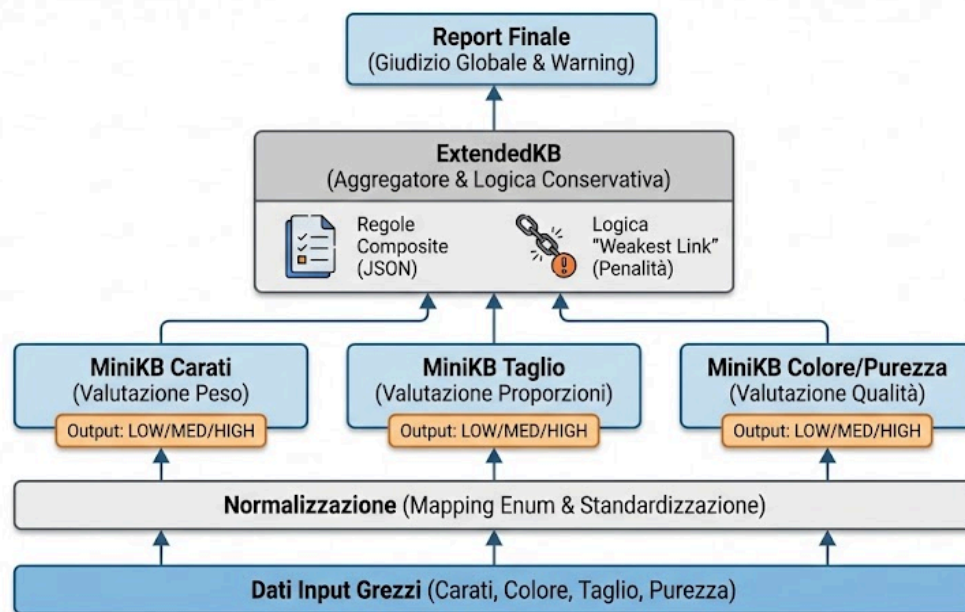 Report Finale
(Giudizio Globale & Warning)
ExtendedKB
(Aggregatore & Logica Conservativa)
Regole
Composite
(JSON)
Logica
"Weakest Link"
(Penalità)
MiniKB Carati
(Valutazione Peso)
Output: LOW/MED/HIGH
MiniKB Taglio
(Valutazione Proporzioni)
Output: LOW/MED/HIGH
MiniKB Colore/Purezza
(Valutazione Qualità)
Output: LOW/MED/HIGH
Normalizzazione (Mapping Enum & Standardizzazione)
Dati Input Grezzi (Carati, Colore, Taglio, Purezza)